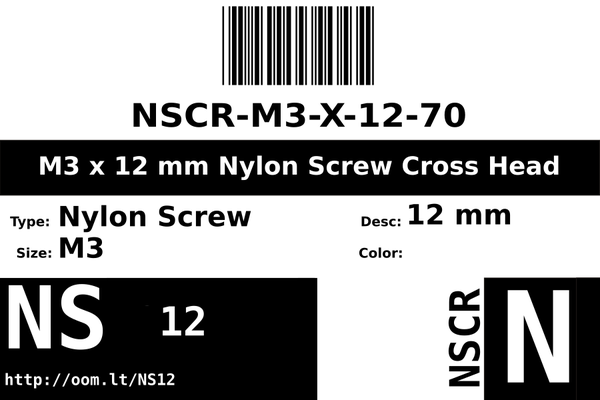 NSCR-M3-X-12-70
M3 x 12 mm Nylon Screw Cross Head
Type: Nylon Screw
Desc: 12 mm
Size: M3
Color:
NS
12
http://oom.lt/NS12
NSCR
N